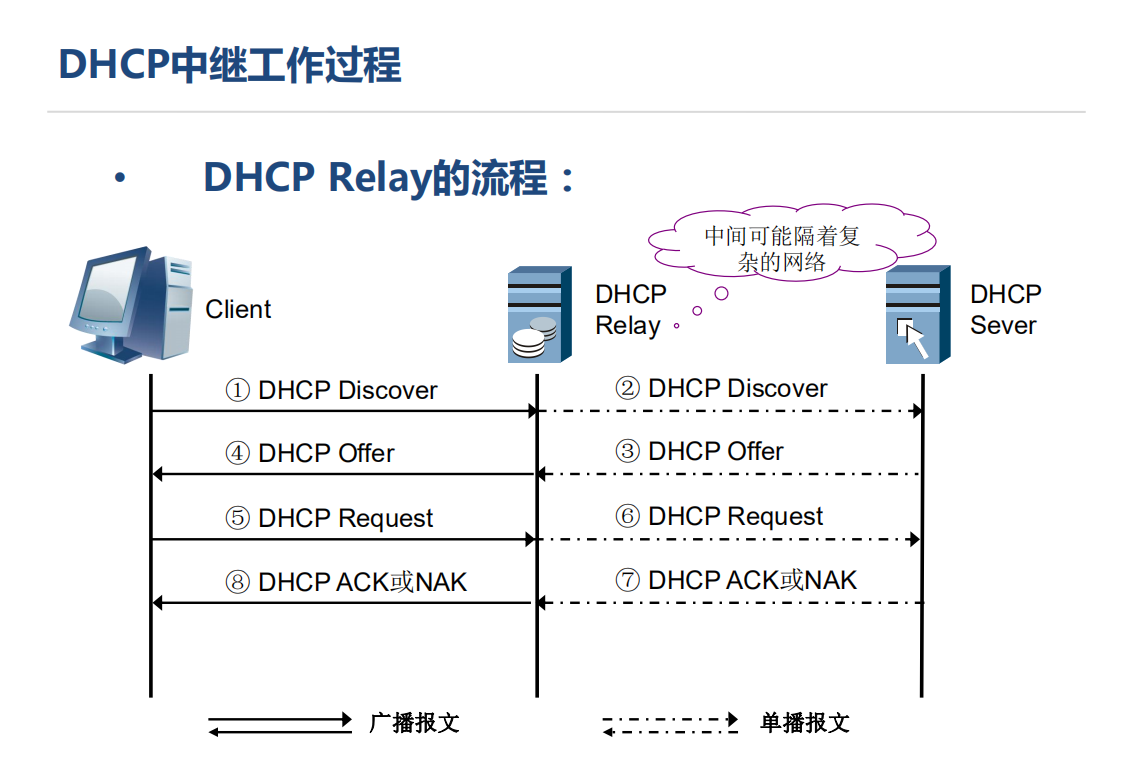 DHCP中继工作过程
• DHCP Relay的流程：
中间可能隔着复
杂的网络
Client
DHCP
Relay
DHCP
Sever
① DHCP Discover
② DHCP Discover
④ DHCP Offer
③ DHCP Offer
⑤ DHCP Request
⑥ DHCP Request
⑧ DHCP ACK或NAK
⑦ DHCP ACK或NAK
广播报文
单播报文